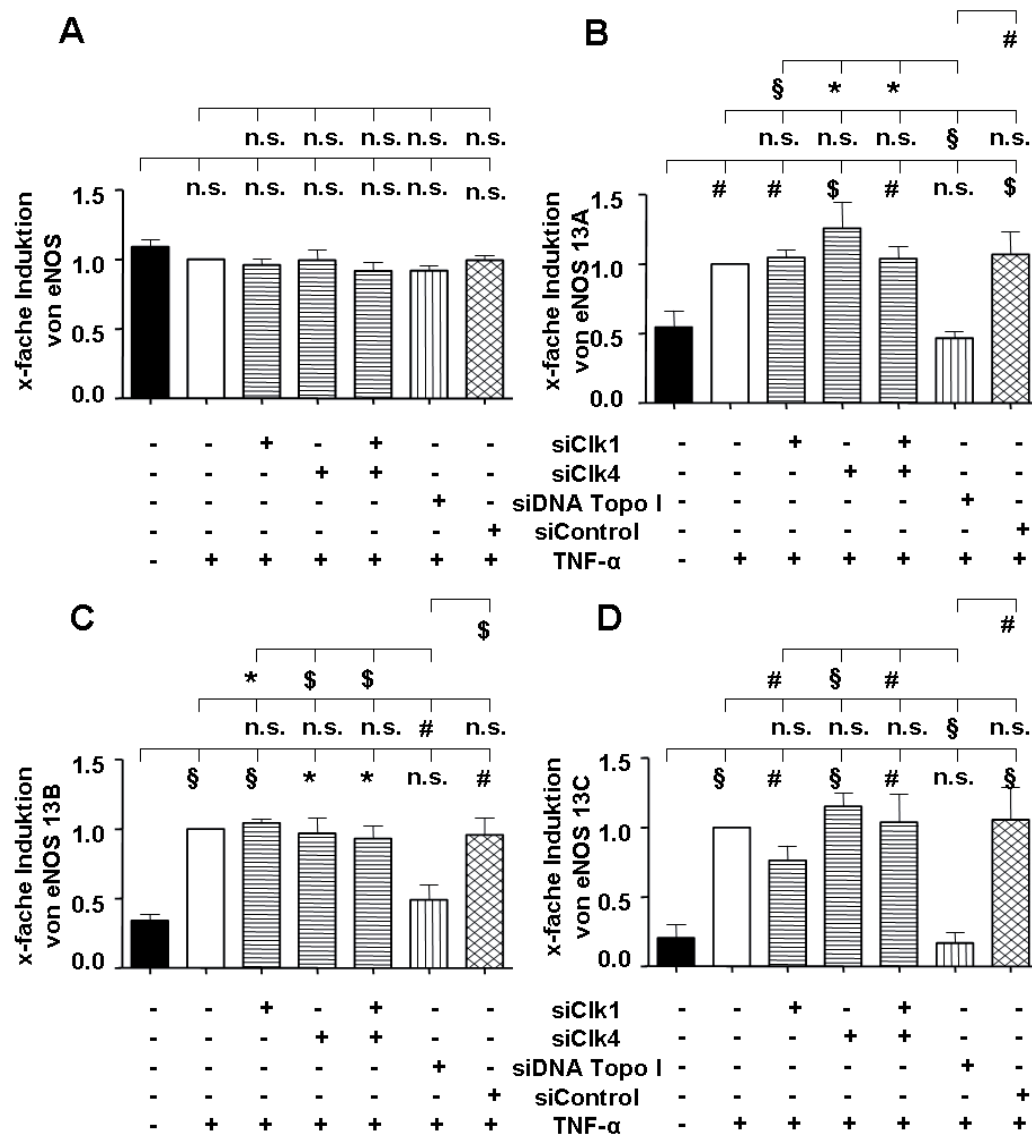 A
n.s. n.s. n.s. n.s. n.s.
n.s. n.s. n.s. n.s. n.s. n.s.
x-fache Induktion
von eNOS
1.5
1.0
0.5
0.0
B
#
§ * *
n.s. n.s. n.s. § n.s.
# # $ # n.s. $
x-fache Induktion
von eNOS 13A
1.5
1.0
0.5
0.0
- - + - + - - siClk1 - - + - + - -
- - - + + - - siClk4 - - - + + - -
- - - - - + - siDNA Topo I - - - - - + -
- - - - - - + siControl - - - - - - +
- + + + + + + TNF-α - + + + + + +
C
$
* $ $
n.s. n.s. n.s. # n.s.
§ § * * n.s. #
x-fache Induktion
von eNOS 13B
1.5
1.0
0.5
0.0
D
#
# § #
n.s. n.s. n.s. § n.s.
§ # § # n.s. §
x-fache Induktion
von eNOS 13C
1.5
1.0
0.5
0.0
- - + - + - - siClk1 - - + - + - -
- - - + + - - siClk4 - - - + + - -
- - - - - + - siDNA Topo I - - - - - + -
- - - - - - + siControl - - - - - - +
- + + + + + + TNF-α - + + + + + +